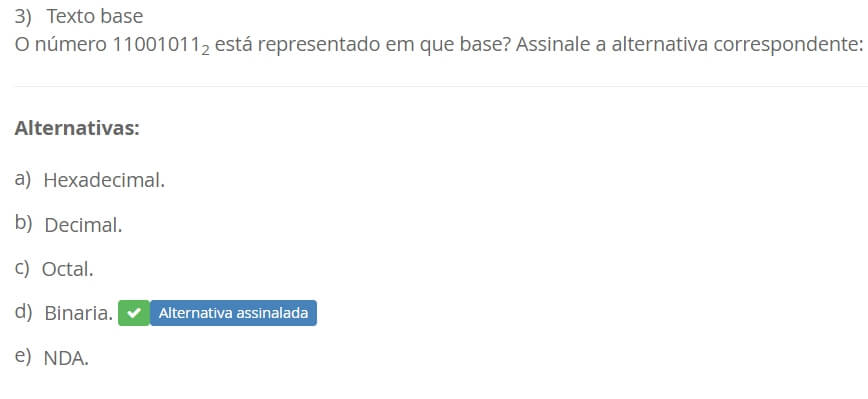 3) Texto base
O número 11001011₂ está representado em que base? Assinale a alternativa correspondente:
Alternativas:
a) Hexadecimal.
b) Decimal.
c) Octal.
d) Binaria. Alternativa assinalada
e) NDA.